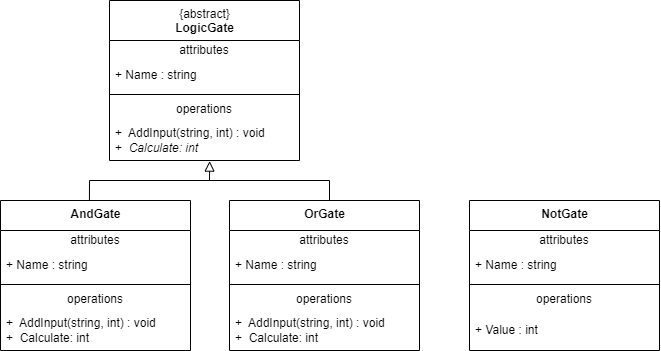 {abstract}
LogicGate
attributes
+ Name : string
operations
+ AddInput(string, int) : void
+ Calculate: int
AndGate
attributes
+ Name : string
operations
+ AddInput(string, int) : void
+ Calculate: int
OrGate
attributes
+ Name : string
operations
+ AddInput(string, int) : void
+ Calculate: int
NotGate
attributes
+ Name : string
operations
+ Value : int